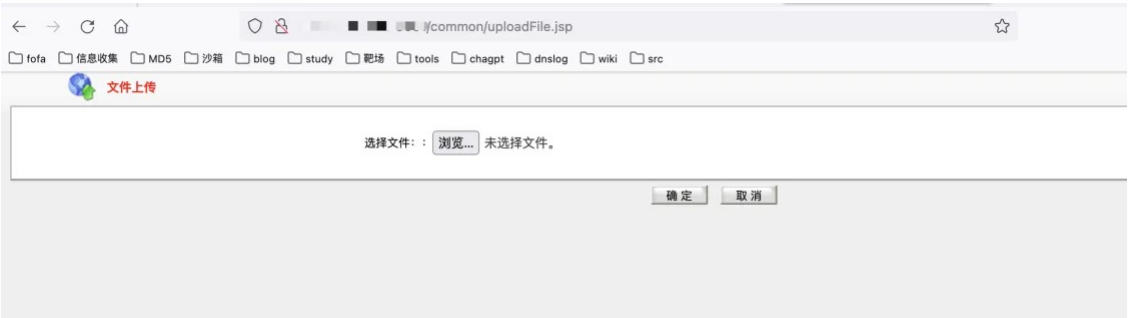 /common/uploadFile.jsp
fofa 信息收集 MD5 沙箱 blog study 靶场 tools chagpt dnslog wiki src
文件上传
选择文件: : 浏览... 未选择文件。
确定 取消